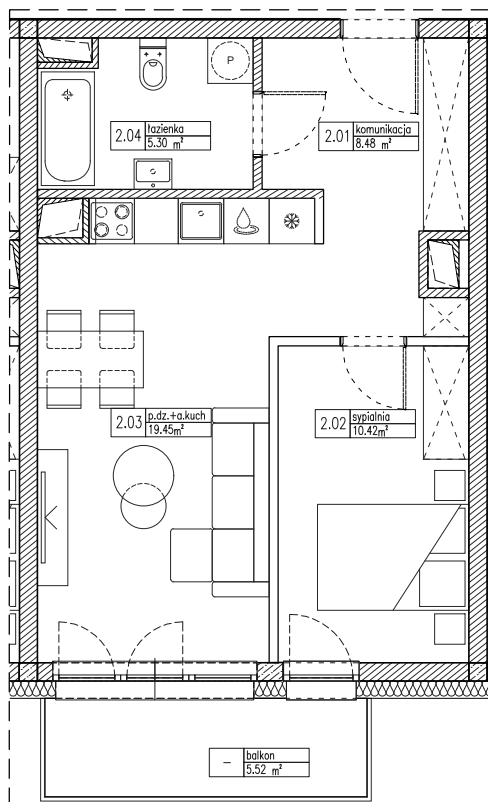 P
2.04 łazienka
5.30 m²
2.01 komunikacja
8.48 m²
2.03 p.dz.+a.kuch
19.45m²
2.02 sypialnia
10.42m²
– balkon
5.52 m²